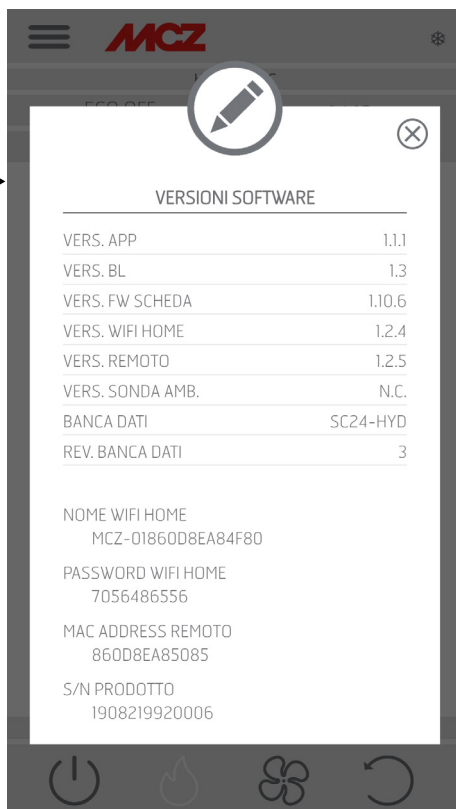 MCZ
VERSIONI SOFTWARE
VERS. APP 1.1.1
VERS. BL 1.3
VERS. FW SCHEDA 1.10.6
VERS. WIFI HOME 1.2.4
VERS. REMOTO 1.2.5
VERS. SONDA AMB. N.C.
BANCA DATI SC24-HYD
REV. BANCA DATI 3
NOME WIFI HOME
MCZ-01860D8EA84F80
PASSWORD WIFI HOME
7056486556
MAC ADDRESS REMOTO
860D8EA85085
S/N PRODOTTO
1908219920006